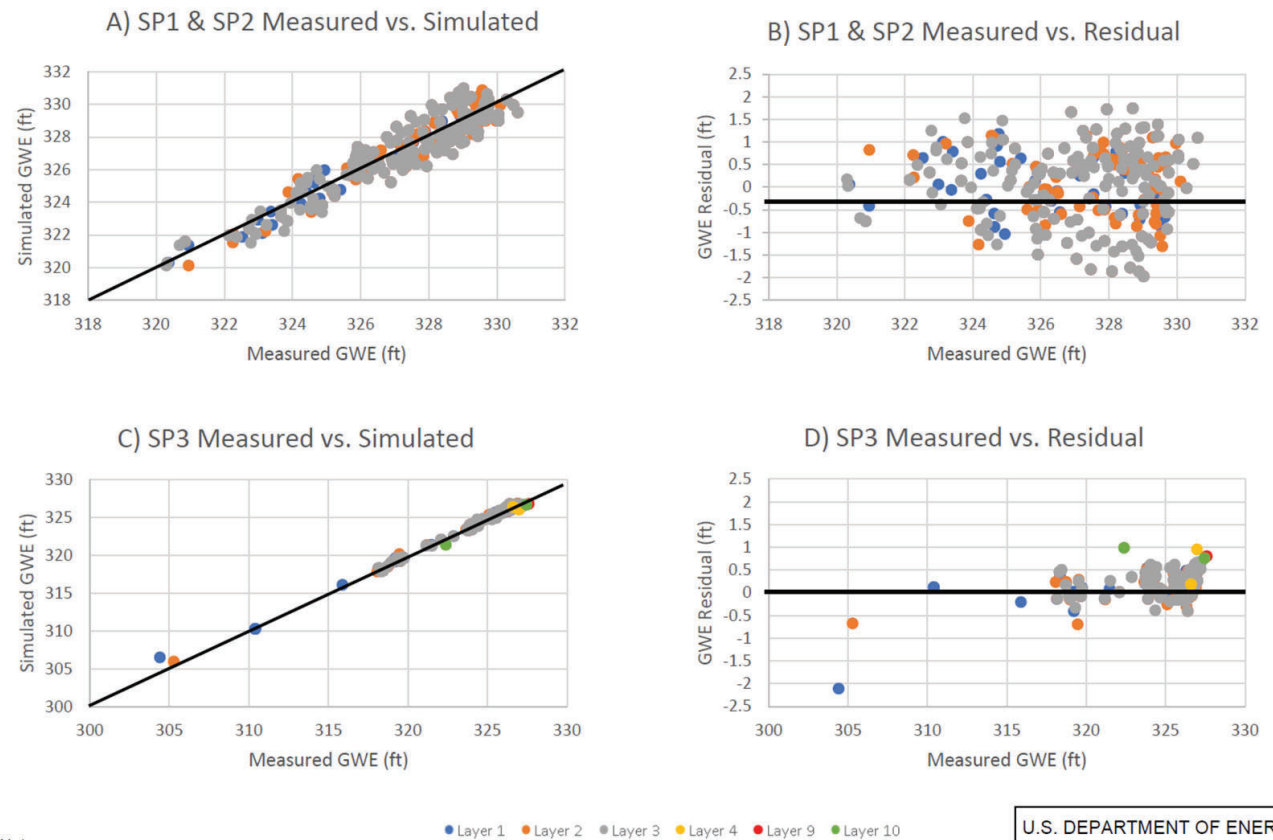 A) SP1 & SP2 Measured vs. Simulated
332
330
328
326
324
322
320
318
Simulated GWE (ft)
318 320 322 324 326 328 330 332
Measured GWE (ft)
B) SP1 & SP2 Measured vs. Residual
2.5
2
1.5
1
0.5
0
-0.5
-1
-1.5
-2
-2.5
GWE Residual (ft)
318 320 322 324 326 328 330 332
Measured GWE (ft)
C) SP3 Measured vs. Simulated
330
325
320
315
310
305
300
Simulated GWE (ft)
300 305 310 315 320 325 330
Measured GWE (ft)
D) SP3 Measured vs. Residual
2.5
2
1.5
1
0.5
0
-0.5
-1
-1.5
-2
-2.5
GWE Residual (ft)
300 305 310 315 320 325 330
Measured GWE (ft)
Layer 1 Layer 2 Layer 3 Layer 4 Layer 9 Layer 10
U.S. DEPARTMENT OF ENER